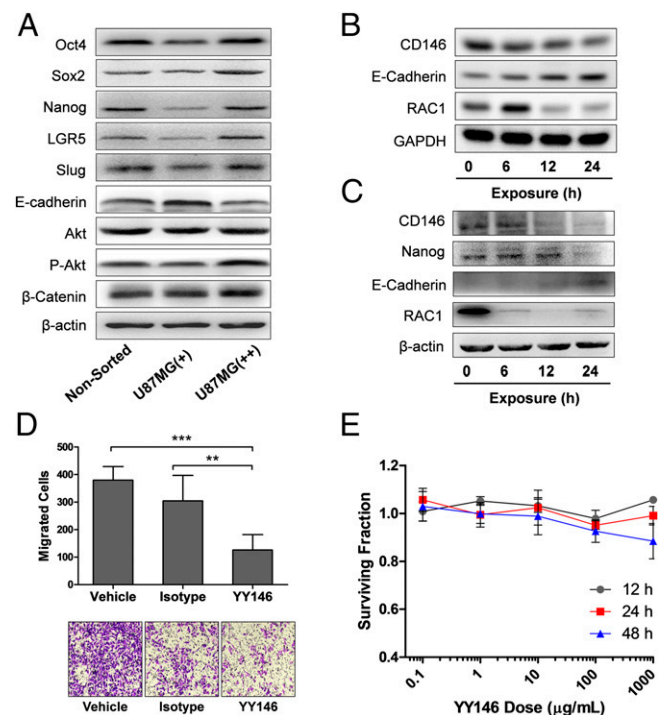 A
Oct4
Sox2
Nanog
LGR5
Slug
E-cadherin
Akt
P-Akt
β-Catenin
β-actin
Non-Sorted
U87MG(+)
U87MG(++)
B
CD146
E-Cadherin
RAC1
GAPDH
0 6 12 24
Exposure (h)
C
CD146
Nanog
E-Cadherin
RAC1
β-actin
0 6 12 24
Exposure (h)
D
Migrated Cells
500
400
300
200
100
0
***
**
Vehicle Isotype YY146
Vehicle Isotype YY146
E
Surviving Fraction
1.2
1.0
0.8
0.6
0.4
12 h
24 h
48 h
0.1 1 10 100 1000
YY146 Dose (μg/mL)